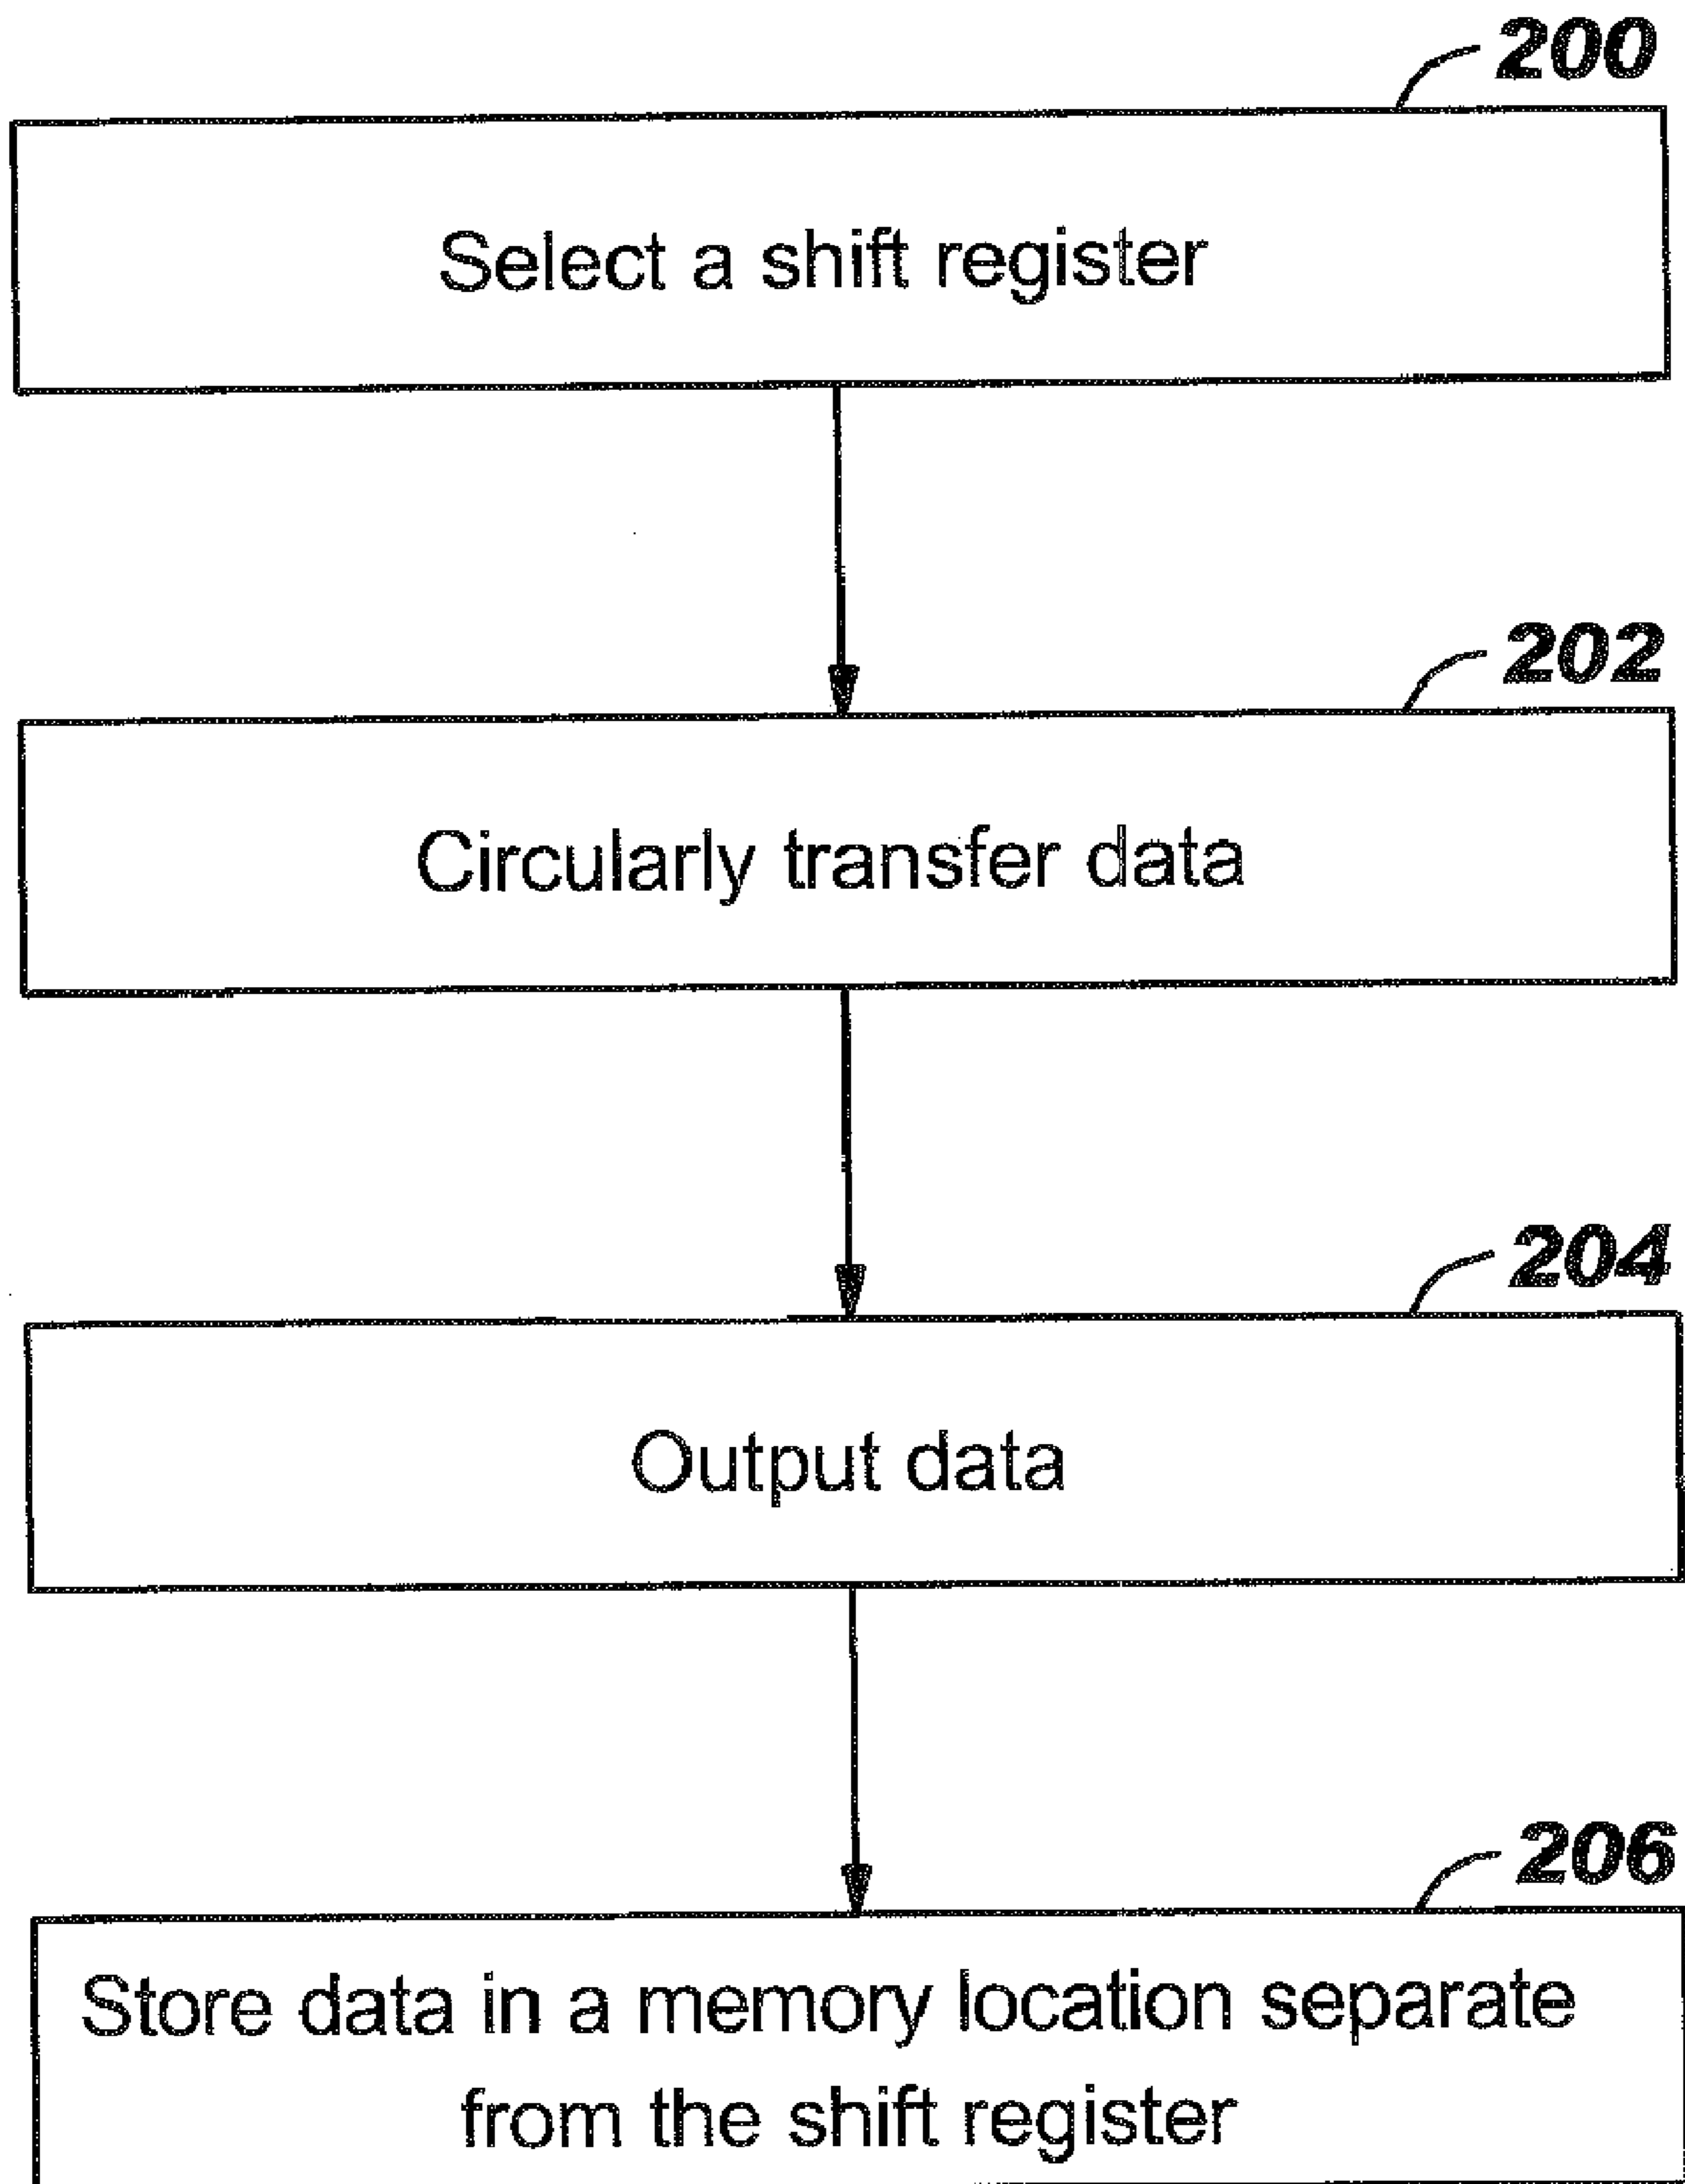 200
Select a shift register
202
Circularly transfer data
204
Output data
206
Store data in a memory location separate
from the shift register